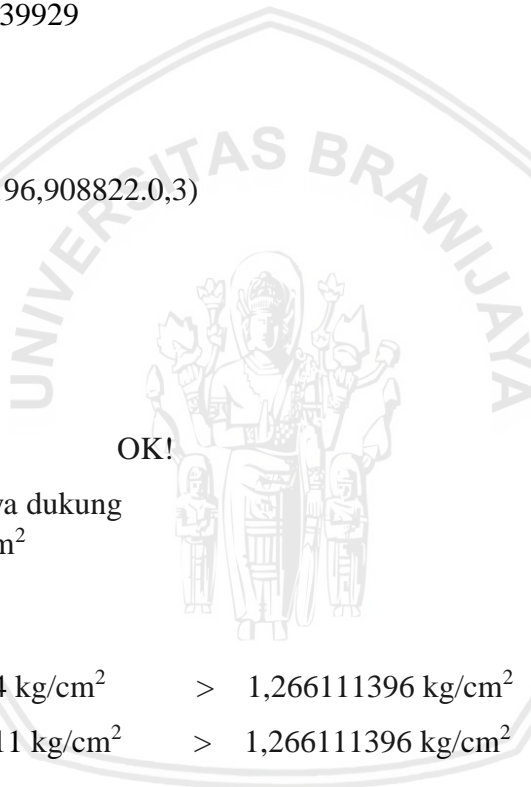 39929
UNIVERSITAS BRAWIJAYA
96,908822.0,3)
OK!
dukung
4 kg/cm² > 1,266111396 kg/cm²
11 kg/cm² > 1,266111396 kg/cm²